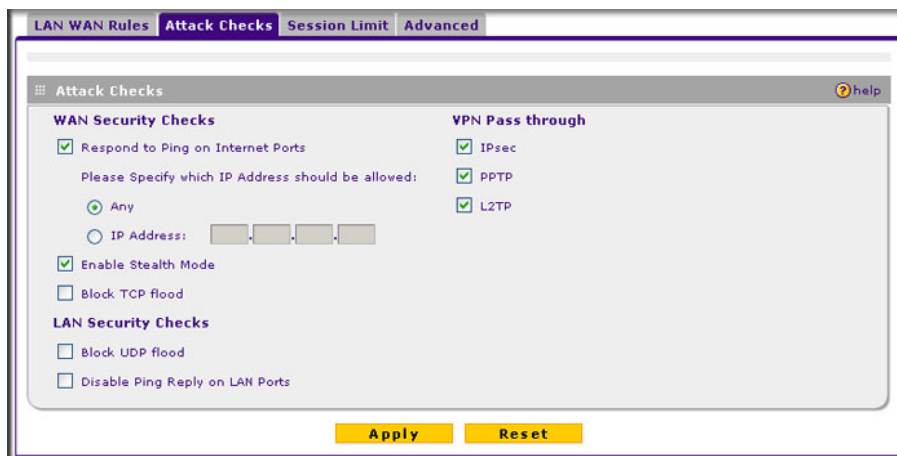 LAN WAN Rules Attack Checks Session Limit Advanced
Attack Checks
help
WAN Security Checks
Respond to Ping on Internet Ports
Please Specify which IP Address should be allowed:
Any
IP Address: . . .
Enable Stealth Mode
Block TCP flood
LAN Security Checks
Block UDP flood
Disable Ping Reply on LAN Ports
VPN Pass through
IPsec
PPTP
L2TP
Apply Reset